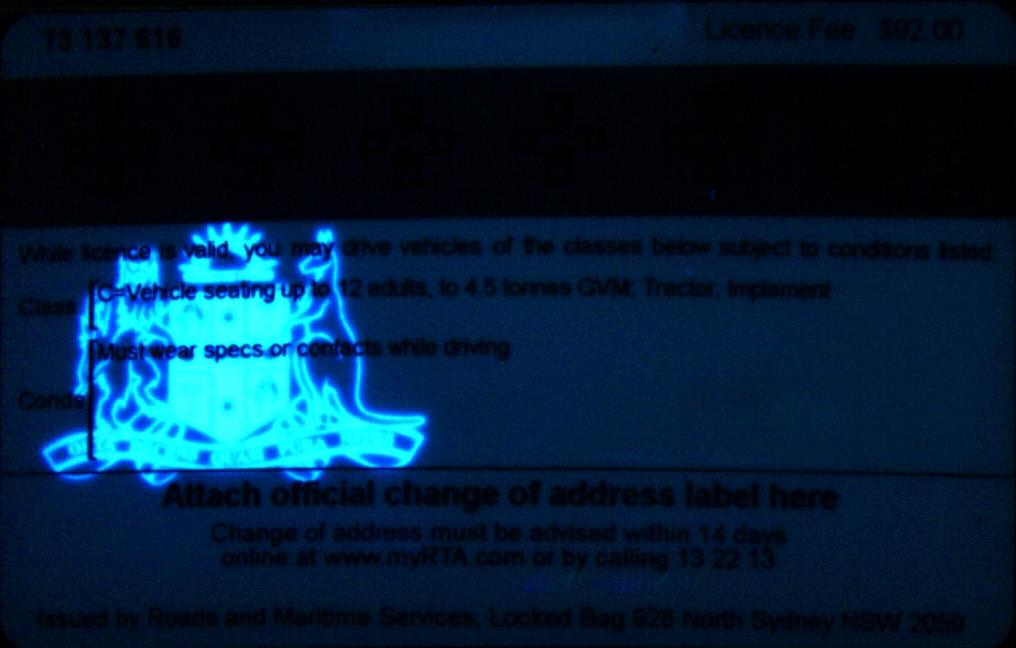 73 137 616 Licence Fee $92.00
While licence is valid, you may drive vehicles of the classes below subject to conditions listed:
Class C=Vehicle seating up to 12 adults, to 4.5 tonnes GVM; Tractor, Implement
Must wear specs or contacts while driving
Conds
Attach official change of address label here
Change of address must be advised within 14 days
online at www.myRTA.com or by calling 13 22 13
Issued by Roads and Maritime Services, Locked Bag 928 North Sydney NSW 2059